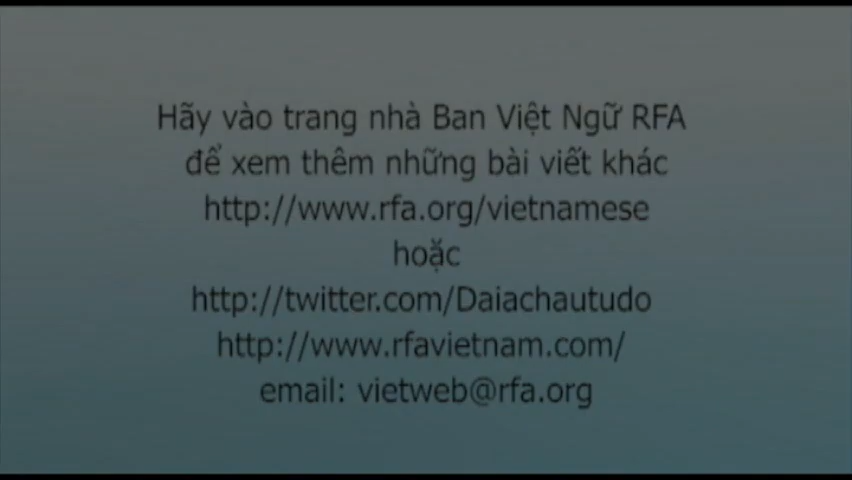 Hãy vào trang nhà Ban Việt Ngữ RFA
để xem thêm những bài viết khác
http://www.rfa.org/vietnamese
hoặc
http://twitter.com/Daiachautudo
http://www.rfavietnam.com/
email: vietweb@rfa.org